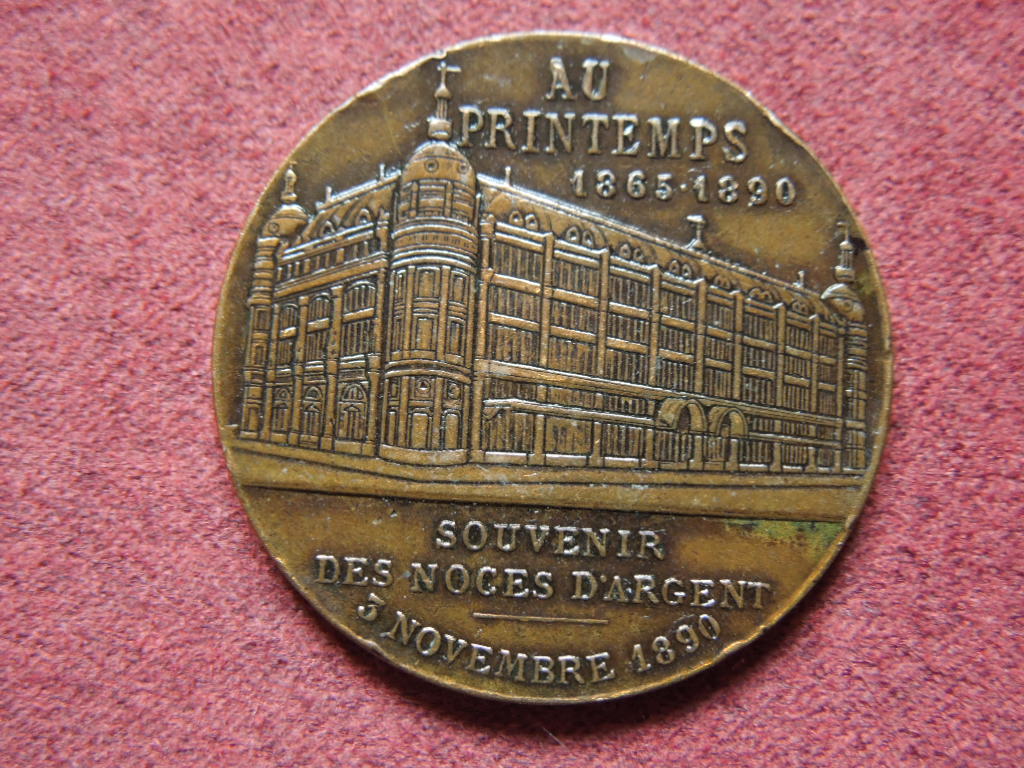 AU
PRINTEMPS
1865·1890
SOUVENIR
DES NOCES D'ARGENT
3 NOVEMBRE 1890